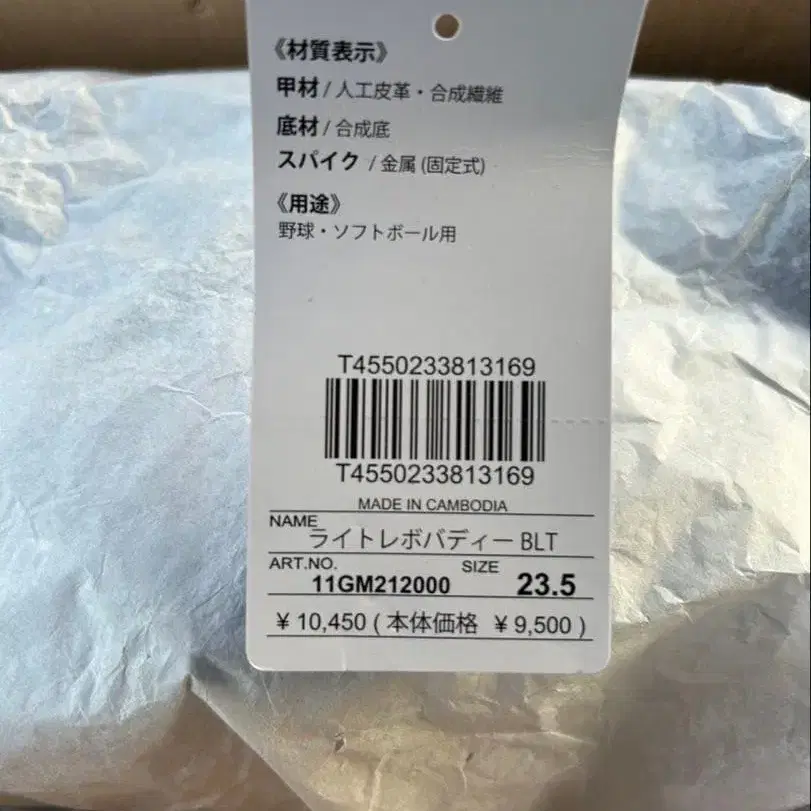 《材質表示》
甲材 / 人工皮革・合成繊維
底材 / 合成底
スパイク / 金属 (固定式)
《用途》
野球・ソフトボール用
T4550233813169
T4550233813169
MADE IN CAMBODIA
NAME ライトレボバディー BLT
ART.NO. 11GM212000 SIZE 23.5
¥ 10,450 ( 本体価格 ¥ 9,500 )